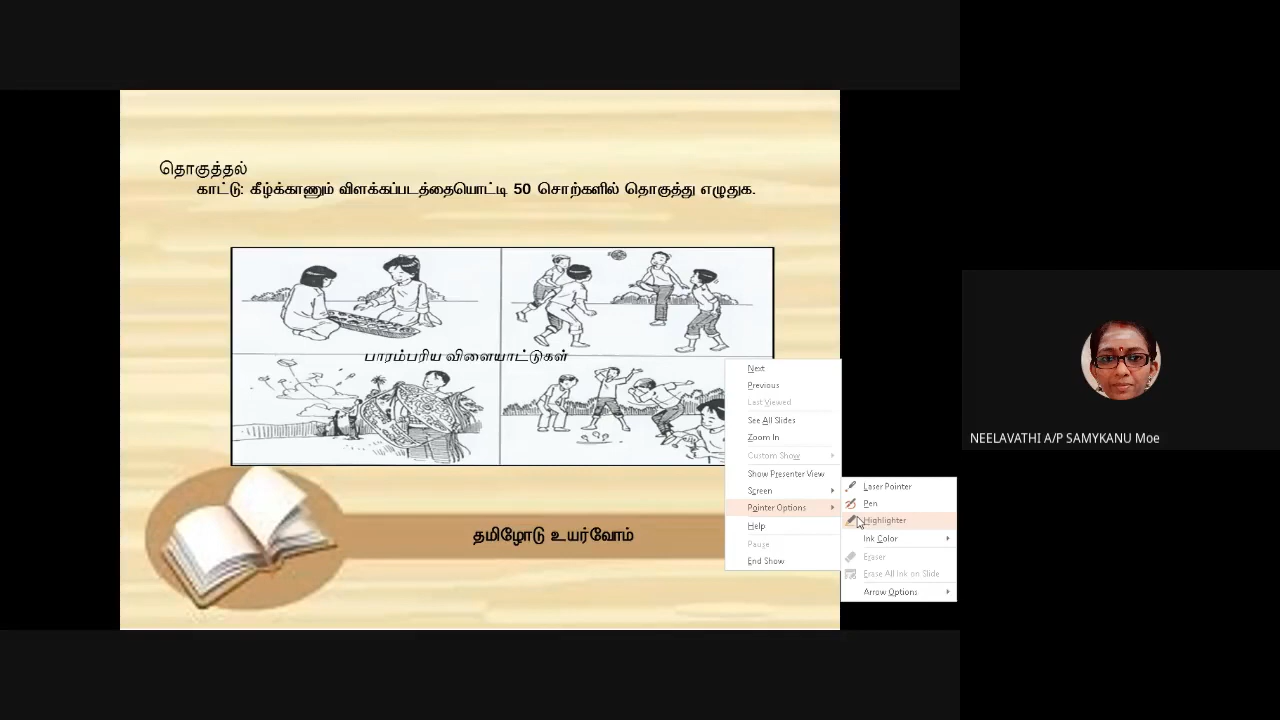 தொகுத்தல்
காட்டு: கீழ்க்காணும் விளக்கப்படத்தையொட்டி 50 சொற்களில் தொகுத்து எழுதுக.
பாரம்பரிய விளையாட்டுகள்
தமிழோடு உயர்வோம்
Next
Previous
Last Viewed
See All Slides
Zoom In
Custom Show
Show Presenter View
Screen
Pointer Options
Help
Pause
End Show
Laser Pointer
Pen
Highlighter
Ink Color
Eraser
Erase All Ink on Slide
Arrow Options
NEELAVATHI A/P SAMYKANU Moe